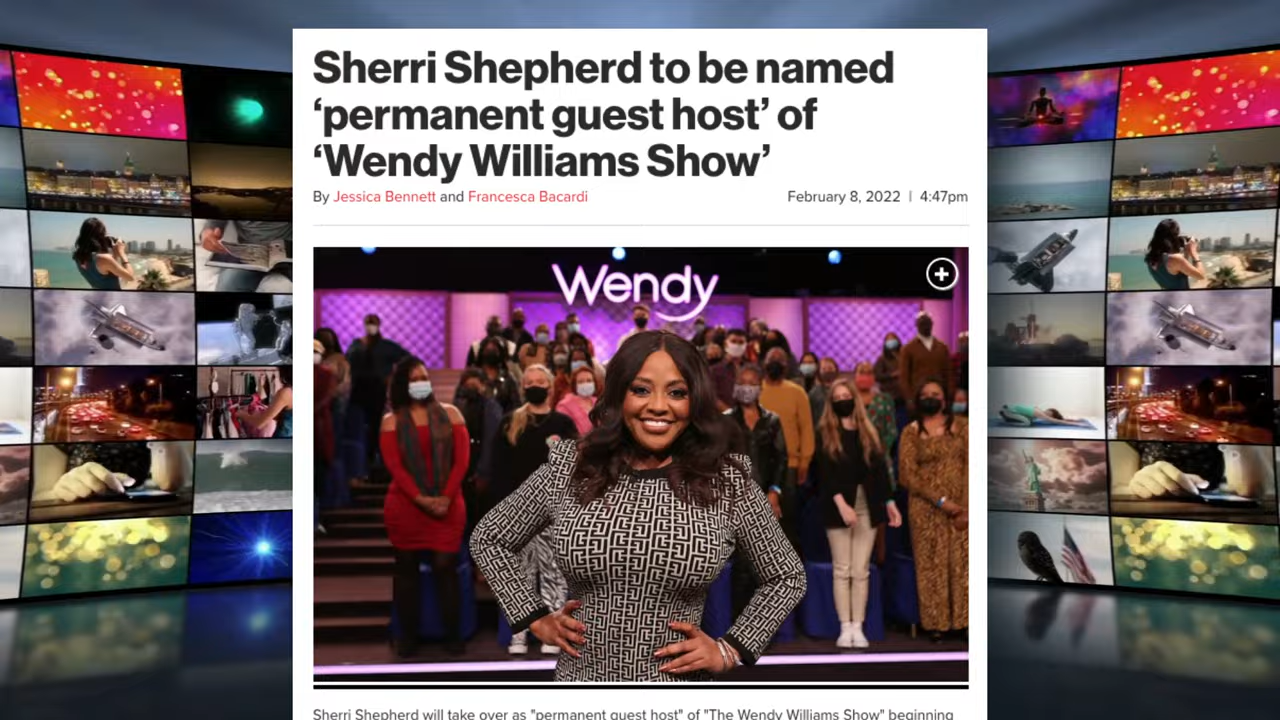 Sherri Shepherd to be named
‘permanent guest host’ of
‘Wendy Williams Show’
By Jessica Bennett and Francesca Bacardi February 8, 2022 | 4:47pm
Wendy
Sherri Shepherd will take over as "permanent guest host" of "The Wendy Williams Show" beginning